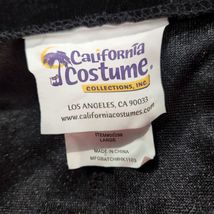 California
Costume
COLLECTIONS, INC.
LOS ANGELES, CA 90033
www.californiacostumes.com
LARGE
MADE IN CHINA